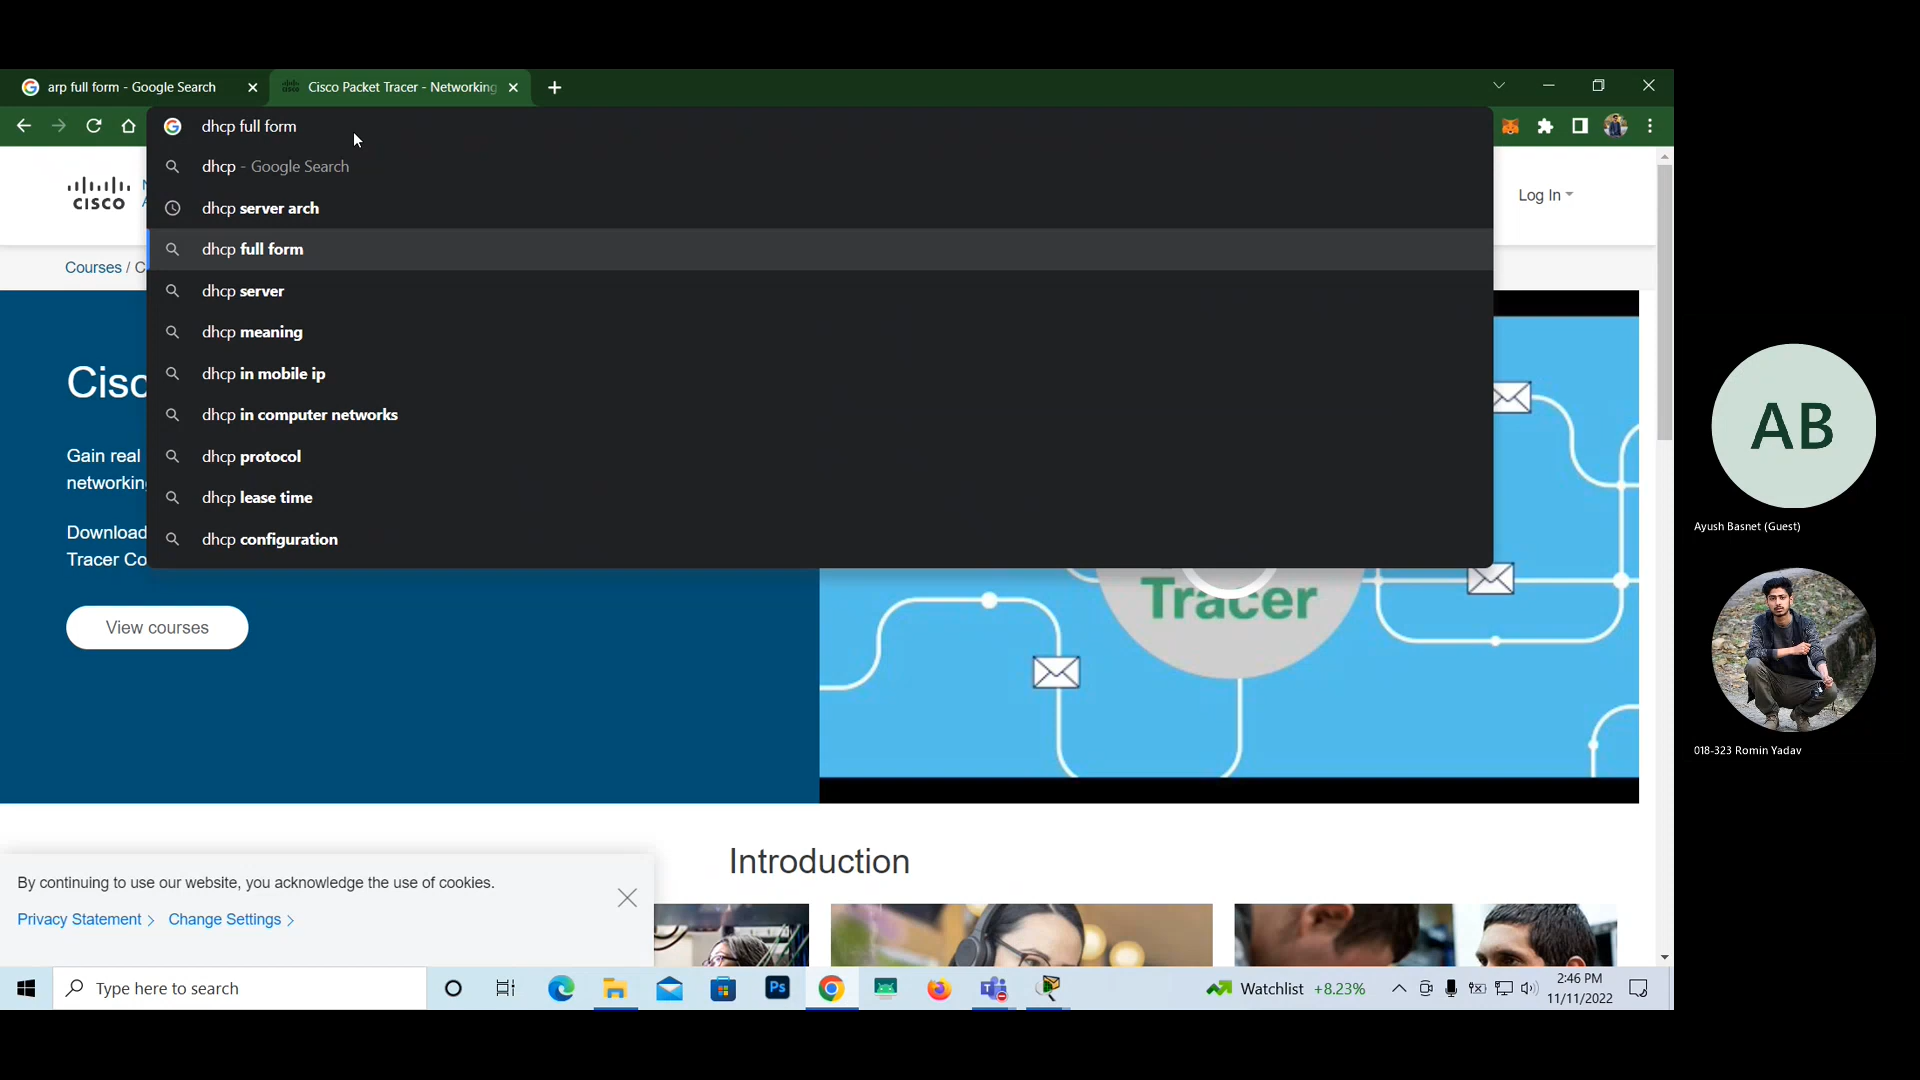 arp full form - Google Search
Cisco Packet Tracer - Networking
dhcp full form
dhcp - Google Search
dhcp server arch
dhcp full form
dhcp server
dhcp meaning
dhcp in mobile ip
dhcp in computer networks
dhcp protocol
dhcp lease time
dhcp configuration
CISCO
Log In
Courses / C
Cisc
Gain real
networking
Download
Tracer Co
View courses
Tracer
Introduction
By continuing to use our website, you acknowledge the use of cookies.
Privacy Statement >
Change Settings >
AB
Ayush Basnet (Guest)
018-323 Romin Yadav
Type here to search
Ps
Watchlist +8.23%
2:46 PM
11/11/2022